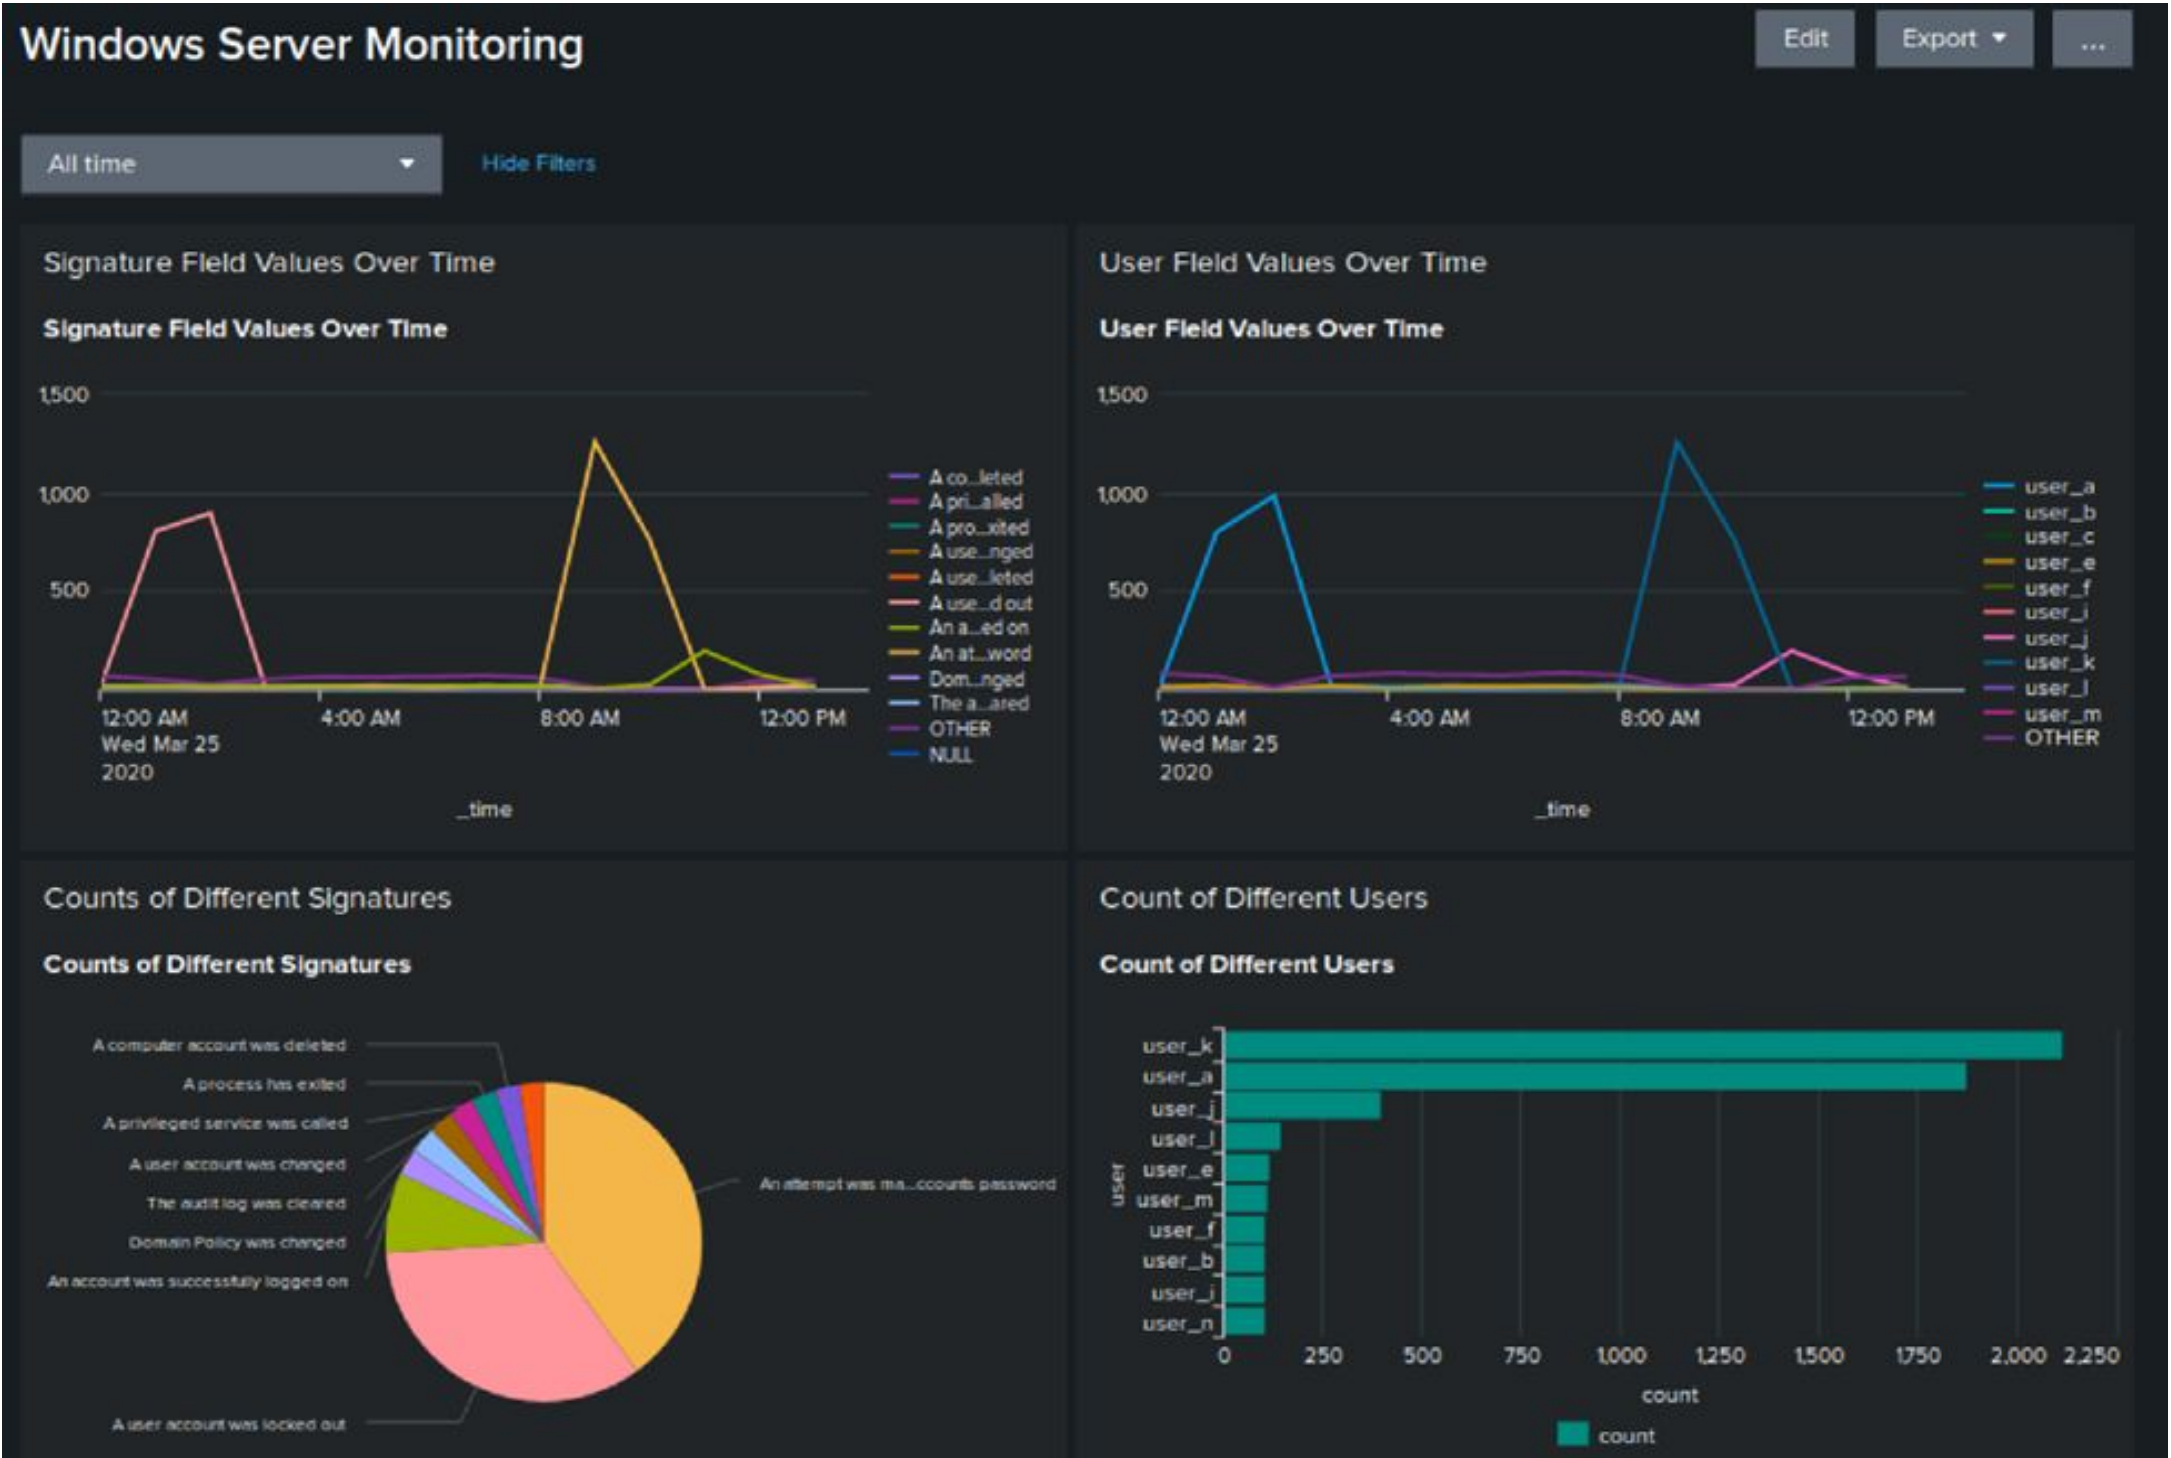 Windows Server Monitoring
Edit
Export
...
All time
Hide Filters
Signature Field Values Over Time
Signature Field Values Over Time
1,500
1,000
500
12:00 AM
Wed Mar 25
2020
4:00 AM
8:00 AM
12:00 PM
_time
A co...leted
A pri...alled
A pro...xited
A use...nged
A use...leted
A use...d out
An a...ed on
An at...word
Dom...nged
The a...ared
OTHER
NULL
User Field Values Over Time
User Field Values Over Time
1,500
1,000
500
12:00 AM
Wed Mar 25
2020
4:00 AM
8:00 AM
12:00 PM
_time
user_a
user_b
user_c
user_e
user_f
user_i
user_j
user_k
user_l
user_m
OTHER
Counts of Different Signatures
Counts of Different Signatures
A computer account was deleted
A process has exited
A privileged service was called
A user account was changed
The audit log was cleared
Domain Policy was changed
An account was successfully logged on
A user account was locked out
An attempt was ma...ccounts password
Count of Different Users
Count of Different Users
user
user_k
user_a
user_j
user_l
user_e
user_m
user_f
user_b
user_i
user_n
0 250 500 750 1,000 1,250 1,500 1,750 2,000 2,250
count
count